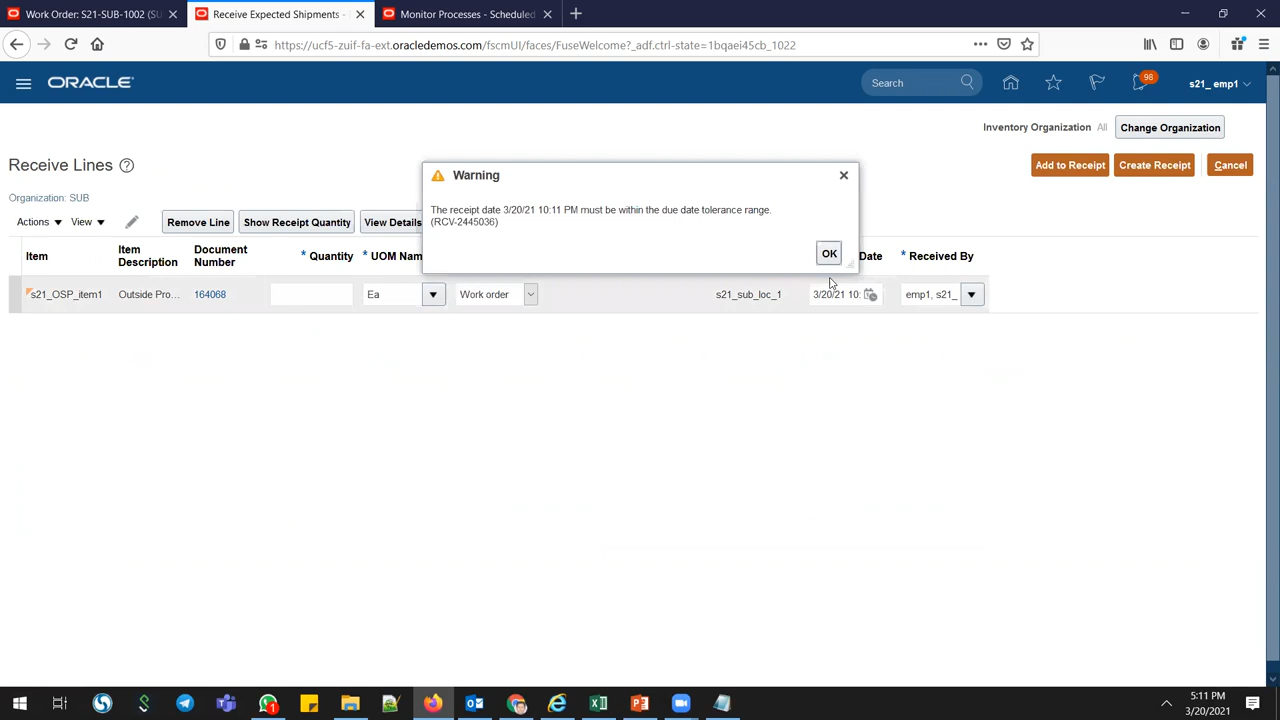 Work Order: S21-SUB-1002 (SU
Receive Expected Shipments -
Monitor Processes - Scheduled
https://ucf5-zuif-fa-ext.oracledemos.com/fscmUI/faces/FuseWelcome?_adf.ctrl-state=1bqaei45cb_1022
ORACLE
Search
98
s21_ emp1
Inventory Organization All Change Organization
Receive Lines
Add to Receipt Create Receipt Cancel
Organization: SUB
Actions View Remove Line Show Receipt Quantity View Details
Warning
The receipt date 3/20/21 10:11 PM must be within the due date tolerance range.
(RCV-2445036)
OK
Item Item Description Document Number * Quantity * UOM Nam Date * Received By
s21_OSP_item1 Outside Pro... 164068 Ea Work order s21_sub_loc_1 3/20/21 10: emp1, s21_
1
5:11 PM
3/20/2021